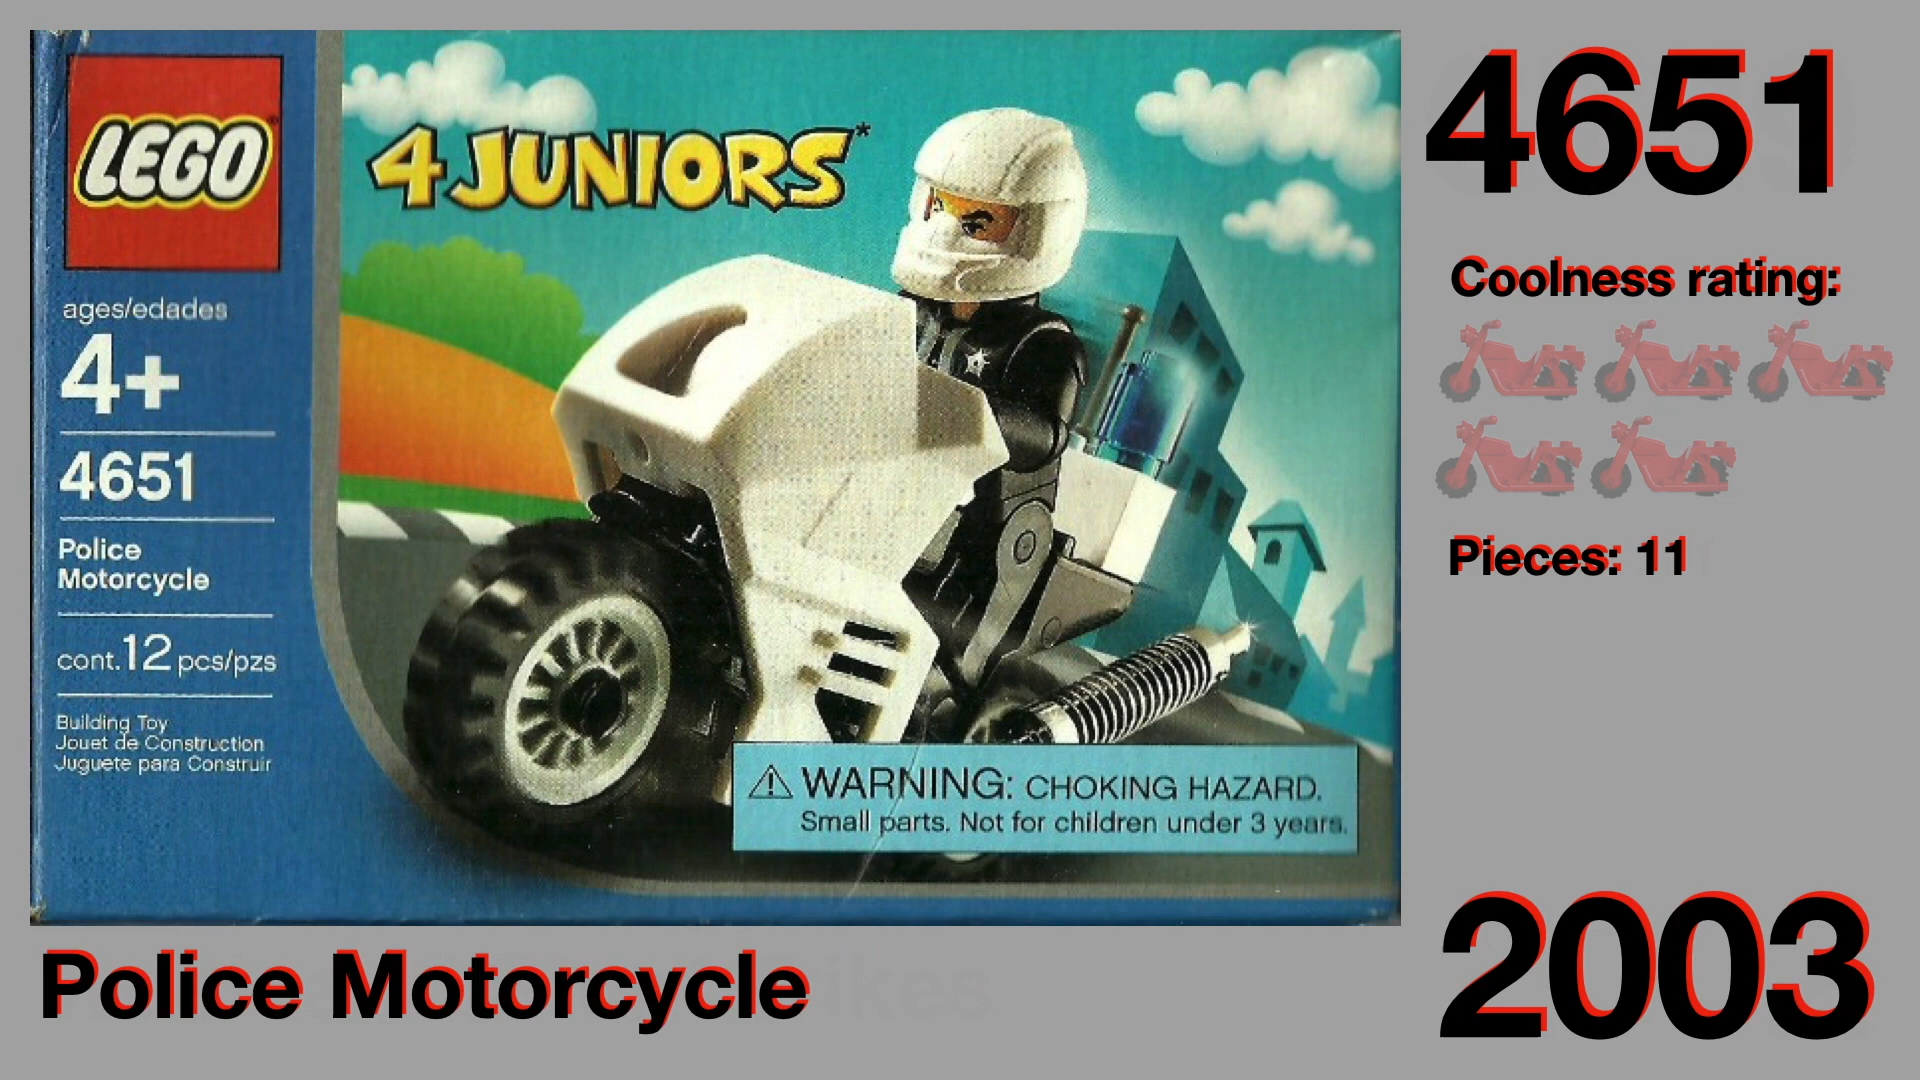 LEGO®
4 JUNIORS*
ages/edades
4+
4651
Police
Motorcycle
cont. 12 pcs/pzs
Building Toy
Jouet de Construction
Juguete para Construir
WARNING: CHOKING HAZARD.
Small parts. Not for children under 3 years.
4651
Coolness rating:
Pieces: 11
Police Motorcycle
2003